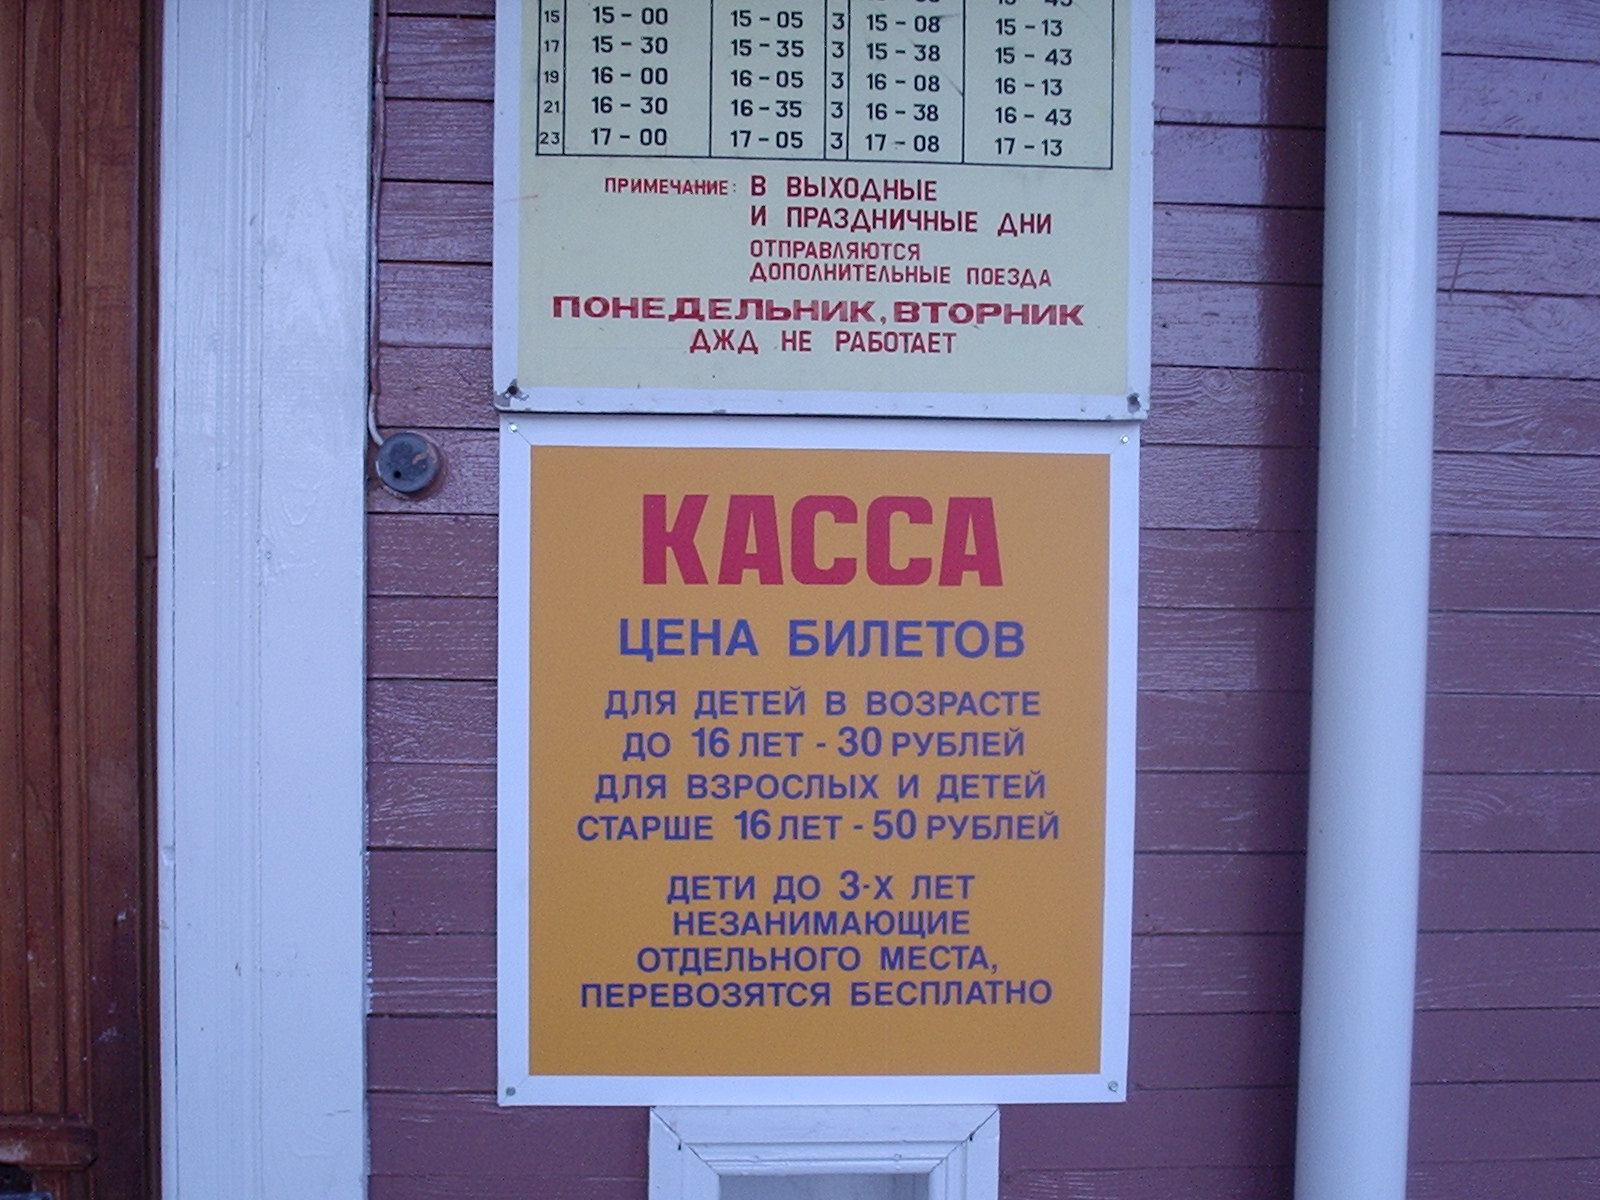 15 15-00 15-05 3 15-08 15-13
17 15-30 15-35 3 15-38 15-43
19 16-00 16-05 3 16-08 16-13
21 16-30 16-35 3 16-38 16-43
23 17-00 17-05 3 17-08 17-13
ПРИМЕЧАНИЕ: В ВЫХОДНЫЕ
И ПРАЗДНИЧНЫЕ ДНИ
ОТПРАВЛЯЮТСЯ
ДОПОЛНИТЕЛЬНЫЕ ПОЕЗДА
ПОНЕДЕЛЬНИК, ВТОРНИК
ДЖД НЕ РАБОТАЕТ
КАССА
ЦЕНА БИЛЕТОВ
ДЛЯ ДЕТЕЙ В ВОЗРАСТЕ
ДО 16 ЛЕТ - 30 РУБЛЕЙ
ДЛЯ ВЗРОСЛЫХ И ДЕТЕЙ
СТАРШЕ 16 ЛЕТ - 50 РУБЛЕЙ
ДЕТИ ДО 3-Х ЛЕТ
НЕЗАНИМАЮЩИЕ
ОТДЕЛЬНОГО МЕСТА,
ПЕРЕВОЗЯТСЯ БЕСПЛАТНО